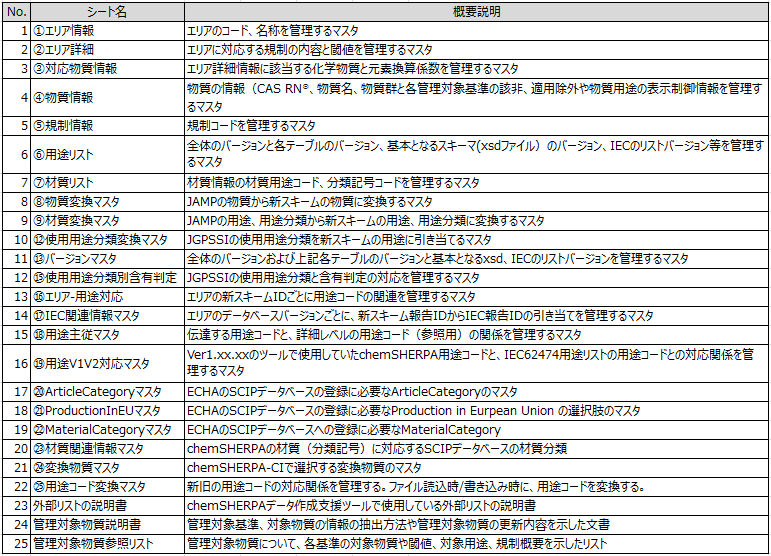 No. シート名 概要説明
1 ①エリア情報 エリアのコード、名称を管理するマスタ
2 ②エリア詳細 エリアに対応する規制の内容と閾値を管理するマスタ
3 ③対応物質情報 エリア詳細情報に該当する化学物質と元素換算係数を管理するマスタ
4 ④物質情報 物質の情報（CAS RN®、物質名、物質群と各管理対象基準の該非、適用除外や物質用途の表示制御情報を管理す
るマスタ
5 ⑤規制情報 規制コードを管理するマスタ
6 ⑥用途リスト 全体のバージョンと各テーブルのバージョン、基本となるスキーマ(xsdファイル）のバージョン、IECのリストバージョン等を管理す
るマスタ
7 ⑦材質リスト 材質情報の材質用途コード、分類記号コードを管理するマスタ
8 ⑧物質変換マスタ JAMPの物質から新スキームの物質に変換するマスタ
9 ⑨材質変換マスタ JAMPの用途、用途分類から新スキームの用途、用途分類に変換するマスタ
10 ⑫使用用途分類変換マスタ JGPSSIの使用用途分類を新スキームの用途に引き当てるマスタ
11 ⑬バージョンマスタ 全体のバージョンおよび上記各テーブルのバージョンと基本となるxsd、IECのリストバージョンを管理するマスタ
12 ⑮使用用途分類別含有判定 JGPSSIの使用用途分類と含有判定の対応を管理するマスタ
13 ⑯エリア-用途対応 エリアの新スキームIDごとに用途コードの関連を管理するマスタ
14 ⑰IEC関連情報マスタ エリアのデータベースバージョンごとに、新スキーム報告IDからIEC報告IDの引き当てを管理するマスタ
15 ⑱用途主従マスタ 伝達する用途コードと、詳細レベルの用途コード（参照用）の関係を管理するマスタ
16 ⑲用途V1V2対応マスタ Ver1.xx.xxのツールで使用していたchemSHERPA用途コードと、IEC62474用途リストの用途コードとの対応関係を管
理するマスタ
17 ⑳ArticleCategoryマスタ ECHAのSCIPデータベースの登録に必要なArticleCategoryのマスタ
18 ㉑ProductionInEUマスタ ECHAのSCIPデータベースの登録に必要なProduction in Eurpean Union の選択肢のマスタ
19 ㉒MaterialCategoryマスタ ECHAのSCIPデータベースへの登録に必要なMaterialCategory
20 ㉓材質関連情報マスタ chemSHERPAの材質（分類記号）に対応するSCIPデータベースの材質分類
21 ㉔変換物質マスタ chemSHERPA-CIで選択する変換物質のマスタ
22 ㉕用途コード変換マスタ 新旧の用途コードの対応関係を管理する。ファイル読込時/書き込み時に、用途コードを変換する。
23 外部リストの説明書 chemSHERPAデータ作成支援ツールで使用している外部リストの説明書
24 管理対象物質説明書 管理対象基準、対象物質の情報の抽出方法や管理対象物質の更新内容を示した文書
25 管理対象物質参照リスト 管理対象物質について、各基準の対象物質や閾値、対象用途、規制概要を示したリスト